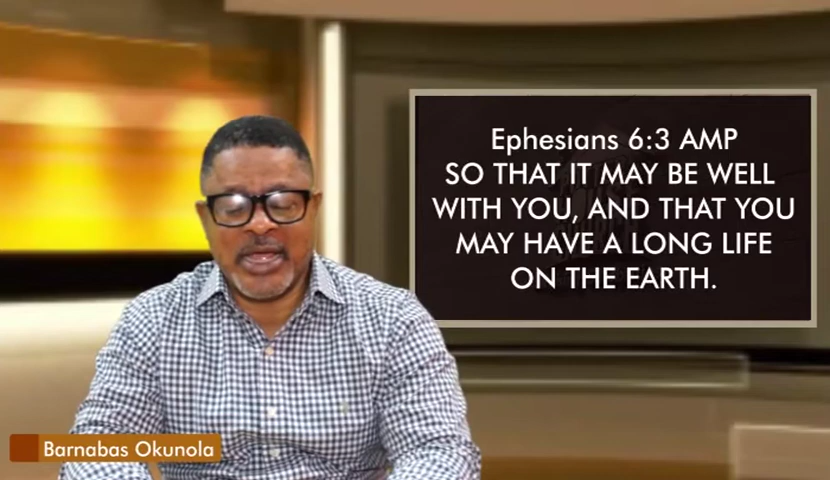 Ephesians 6:3 AMP
SO THAT IT MAY BE WELL
WITH YOU, AND THAT YOU
MAY HAVE A LONG LIFE
ON THE EARTH.
Barnabas Okunola